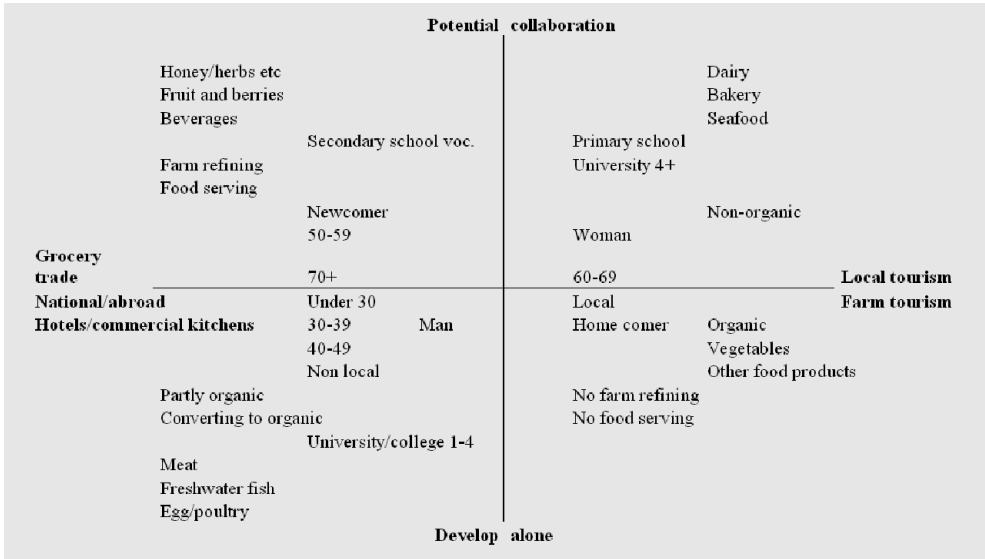 Potential collaboration
Honey/herbs etc Dairy
Fruit and berries Bakery
Beverages Seafood
Secondary school voc. Primary school
Farm refining University 4+
Food serving
Newcomer Non-organic
50-59 Woman
Grocery
trade 70+ 60-69 Local tourism
National/abroad Under 30 Local Farm tourism
Hotels/commercial kitchens 30-39 Man Home comer Organic
40-49 Vegetables
Non local Other food products
Partly organic No farm refining
Converting to organic No food serving
University/college 1-4
Meat
Freshwater fish
Egg/poultry
Develop alone